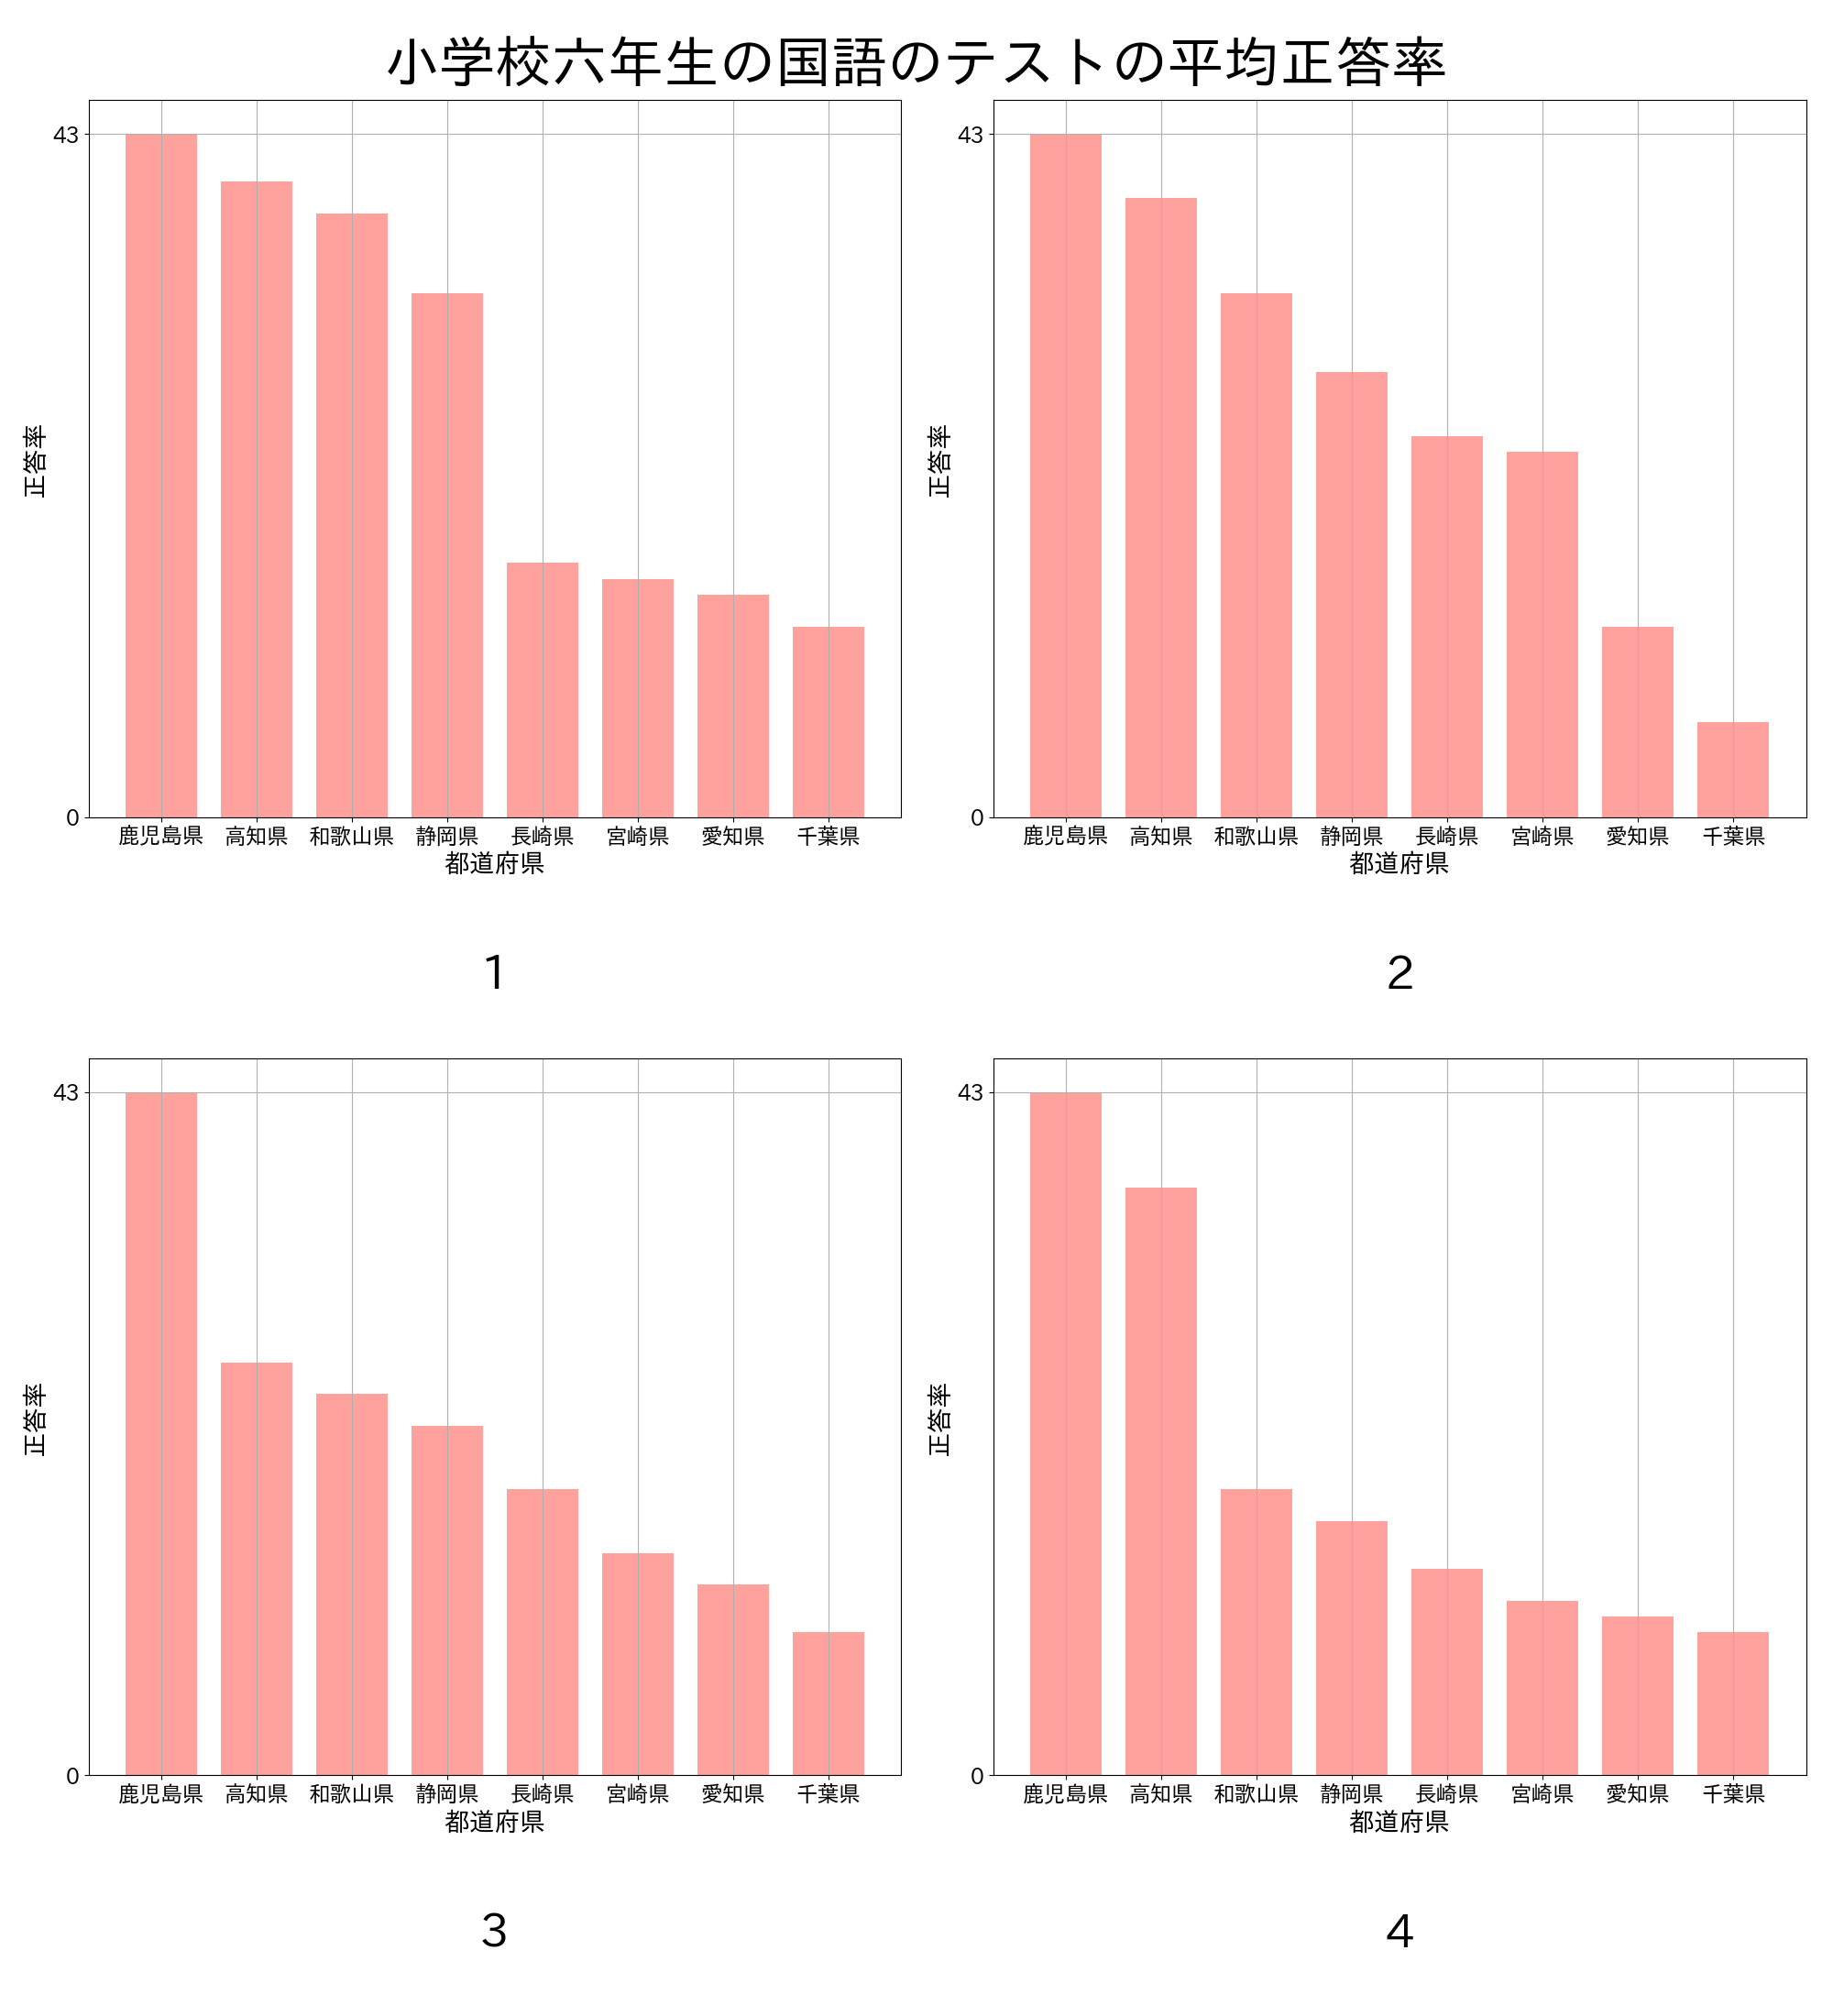 小学校六年生の国語のテストの平均正答率
43
0
正答率
鹿児島県 高知県 和歌山県 静岡県 長崎県 宮崎県 愛知県 千葉県
都道府県
1
43
0
正答率
鹿児島県 高知県 和歌山県 静岡県 長崎県 宮崎県 愛知県 千葉県
都道府県
2
43
0
正答率
鹿児島県 高知県 和歌山県 静岡県 長崎県 宮崎県 愛知県 千葉県
都道府県
3
43
0
正答率
鹿児島県 高知県 和歌山県 静岡県 長崎県 宮崎県 愛知県 千葉県
都道府県
4